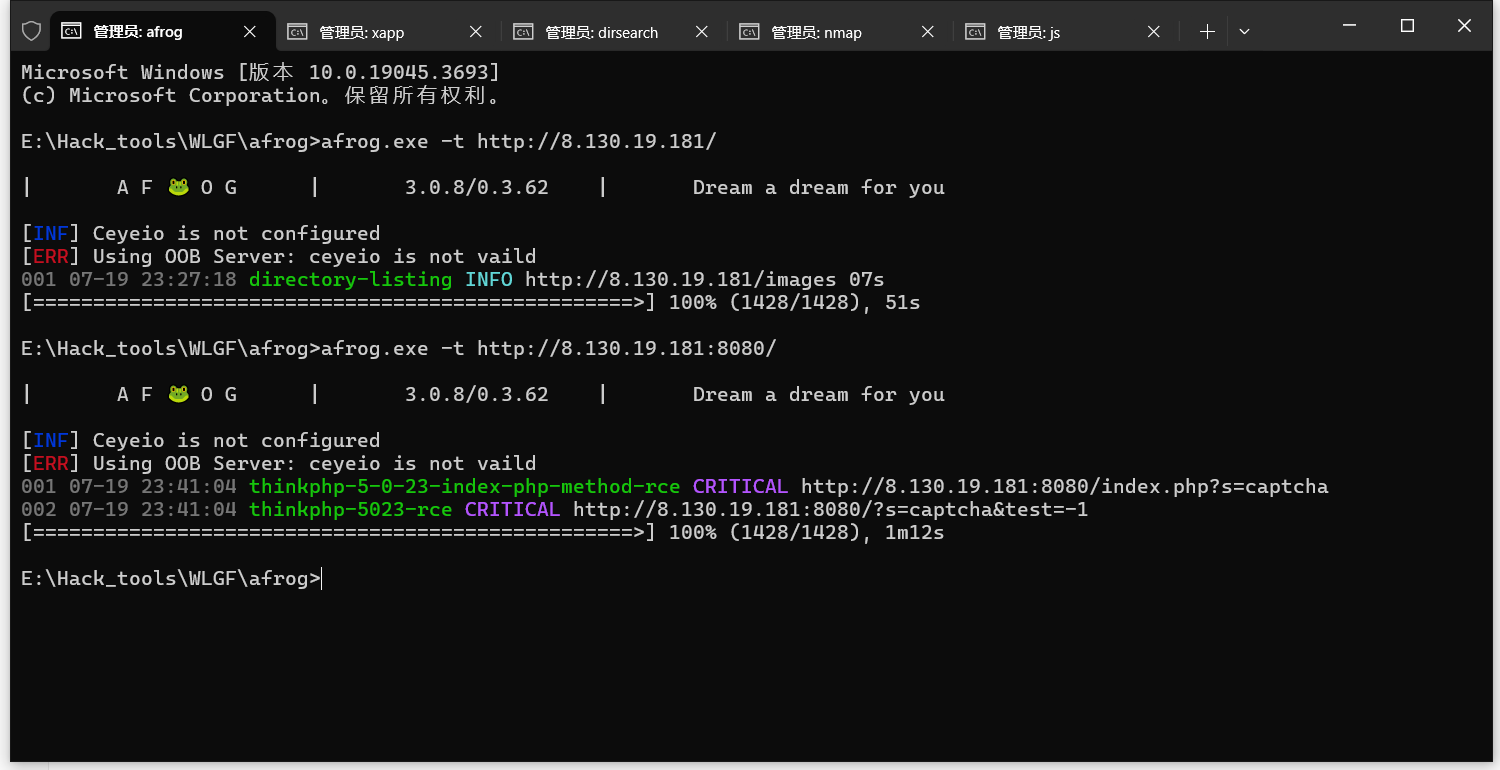 管理员: afrog 管理员: xapp 管理员: dirsearch 管理员: nmap 管理员: js
Microsoft Windows [版本 10.0.19045.3693]
(c) Microsoft Corporation。保留所有权利。
E:\Hack_tools\WLGF\afrog>afrog.exe -t http://8.130.19.181/
| A F 🐸 O G | 3.0.8/0.3.62 | Dream a dream for you
[INF] Ceyeio is not configured
[ERR] Using OOB Server: ceyeio is not vaild
001 07-19 23:27:18 directory-listing INFO http://8.130.19.181/images 07s
[==================================================>] 100% (1428/1428), 51s
E:\Hack_tools\WLGF\afrog>afrog.exe -t http://8.130.19.181:8080/
| A F 🐸 O G | 3.0.8/0.3.62 | Dream a dream for you
[INF] Ceyeio is not configured
[ERR] Using OOB Server: ceyeio is not vaild
001 07-19 23:41:04 thinkphp-5-0-23-index-php-method-rce CRITICAL http://8.130.19.181:8080/index.php?s=captcha
002 07-19 23:41:04 thinkphp-5023-rce CRITICAL http://8.130.19.181:8080/?s=captcha&test=-1
[==================================================>] 100% (1428/1428), 1m12s
E:\Hack_tools\WLGF\afrog>